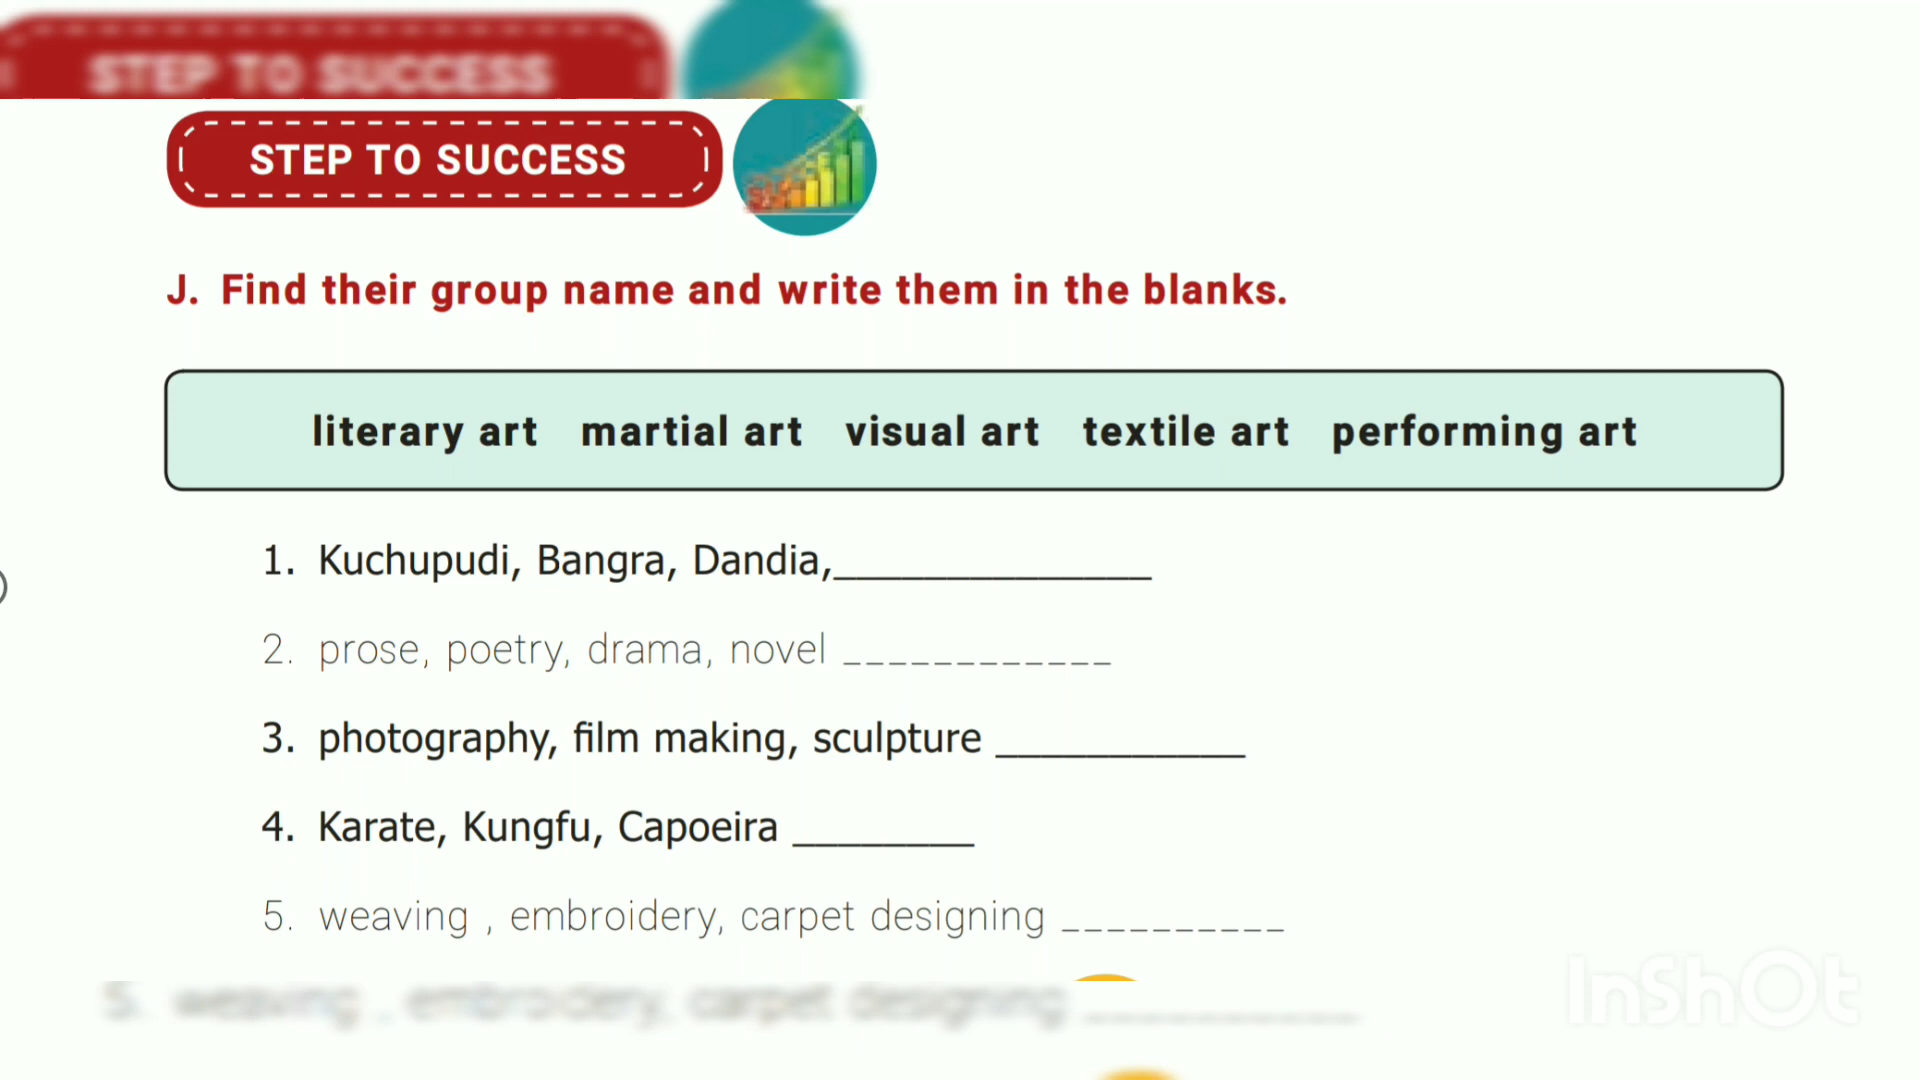 STEP TO SUCCESS
STEP TO SUCCESS
J. Find their group name and write them in the blanks.
literary art martial art visual art textile art performing art
1. Kuchupudi, Bangra, Dandia,______________
2. prose, poetry, drama, novel ____________
3. photography, film making, sculpture ___________
4. Karate, Kungfu, Capoeira ________
5. weaving , embroidery, carpet designing __________
5. weaving , embroidery, carpet designing ____________
InShOt